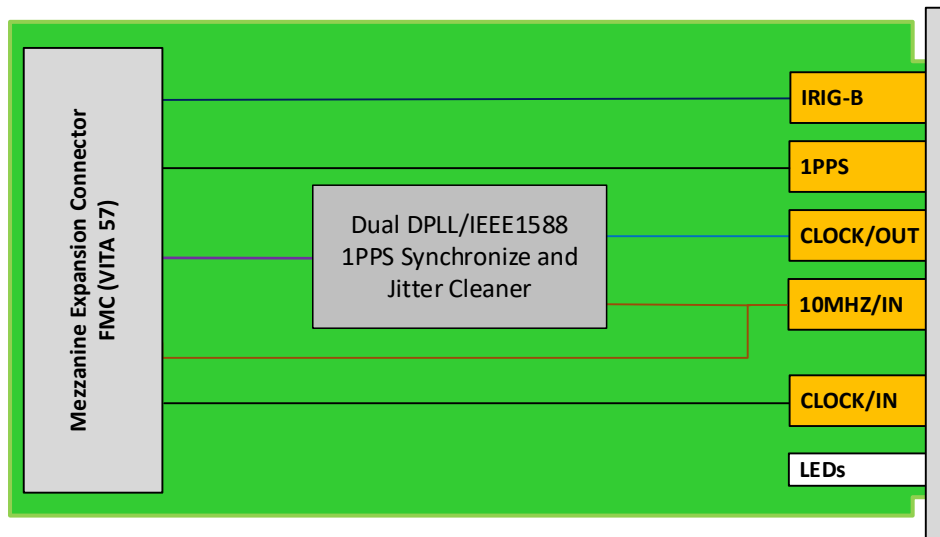 Mezzanine Expansion Connector
FMC (VITA 57)
Dual DPLL/IEEE1588
1PPS Synchronize and
Jitter Cleaner
IRIG-B
1PPS
CLOCK/OUT
10MHZ/IN
CLOCK/IN
LEDs